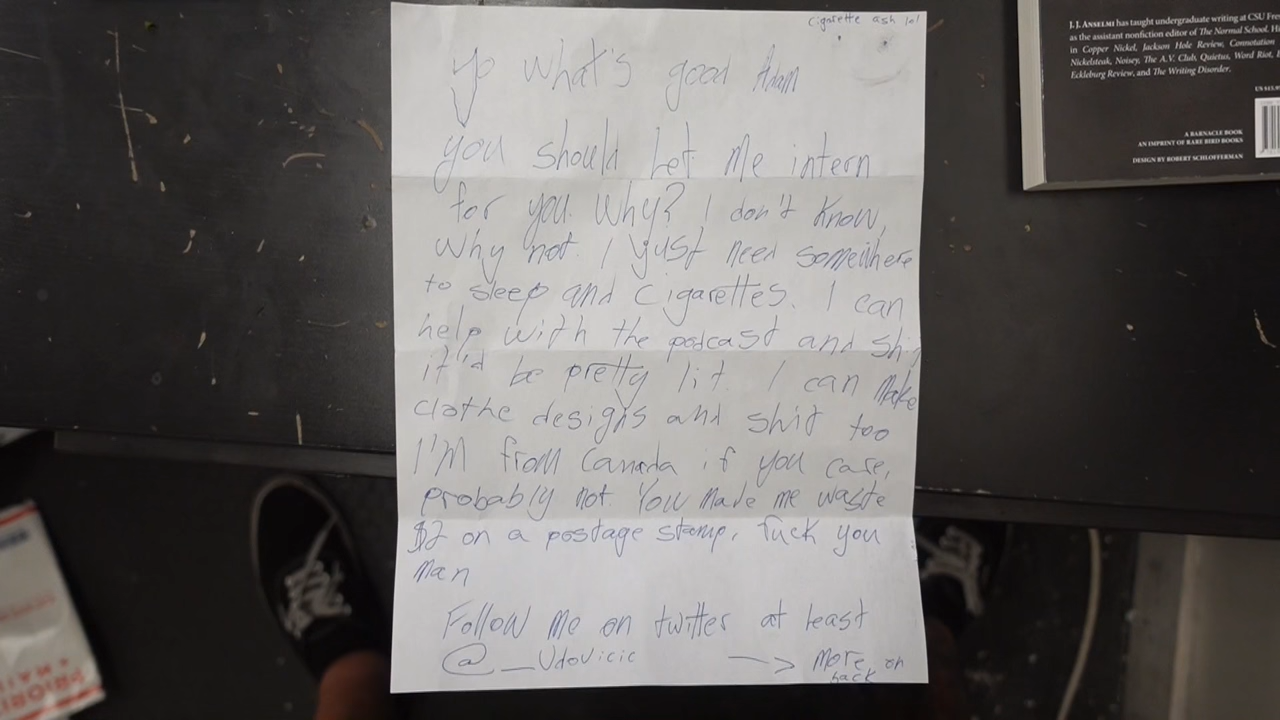 cigarette ash lol
yo what's good Adam
you should let me intern
for you. Why? I don't know,
why not. I just need somewhere
to sleep and cigarettes. I can
help with the podcast and shi
it'd be pretty lit. I can make
clothe designs and shit too
I'M from Canada if you care,
probably not. You made me waste
$2 on a postage stamp, fuck you
man
Follow me on twitter at least
@__Udovicic
→ more on
back
J.J. ANSELMI has taught undergraduate writing at CSU Fre
as the assistant nonfiction editor of The Normal School. Hi
in Copper Nickel, Jackson Hole Review, Connotation
Nickelsteak, Noisey, The A.V. Club, Quietus, Word Riot,
Eckleburg Review, and The Writing Disorder.
A BARNACLE BOOK
AN IMPRINT OF RARE BIRD BOOKS
DESIGN BY ROBERT SCHLOFFERMAN
PRIORI
MAI